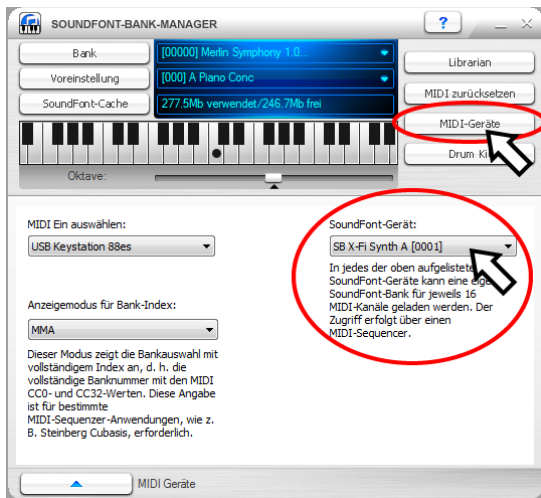 SOUNDFONT-BANK-MANAGER
?
Bank
[00000] Merlin Symphony 1.0...
Librarian
Voreinstellung
[000] A Piano Conc
MIDI zurücksetzen
SoundFont-Cache
277.5Mb verwendet/246.7Mb frei
MIDI-Geräte
Drum
Oktave:
MIDI Ein auswählen:
USB Keystation 88es
SoundFont-Gerät:
SB X-Fi Synth A [0001]
In jedes der oben aufgelistete
SoundFont-Geräte kann eine
SoundFont-Bank für jeweils 16
MIDI-Kanäle geladen werden. Der
Zugriff erfolgt über einen
MIDI-Sequencer.
Anzeigemodus für Bank-Index:
MMA
Dieser Modus zeigt die Bankauswahl mit
vollständigem Index an, d. h. die
vollständige Banknummer mit den MIDI
CC0- und CC32-Werten. Diese Angabe
ist für bestimmte
MIDI-Sequenzer-Anwendungen, wie z.
B. Steinberg Cubasis, erforderlich.
MIDI Geräte